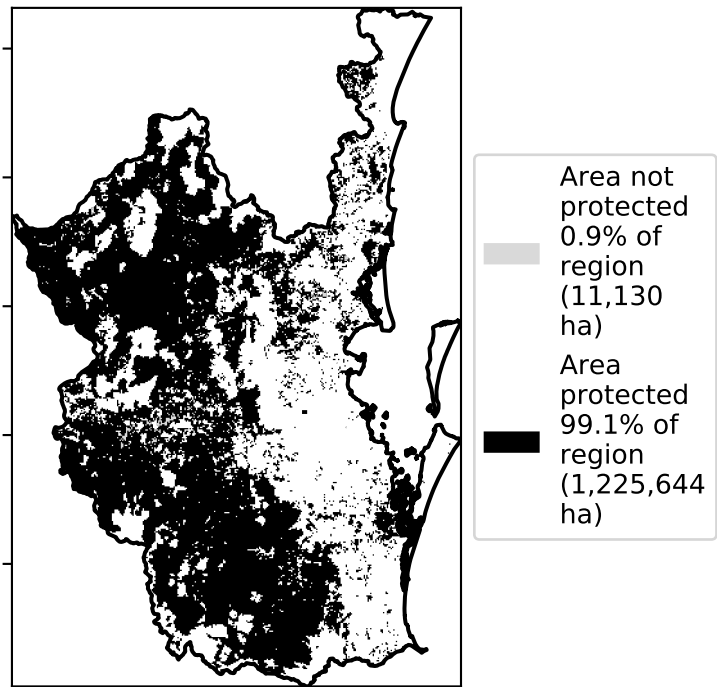 Area not
protected
0.9% of
region
(11,130
ha)
Area
protected
99.1% of
region
(1,225,644
ha)